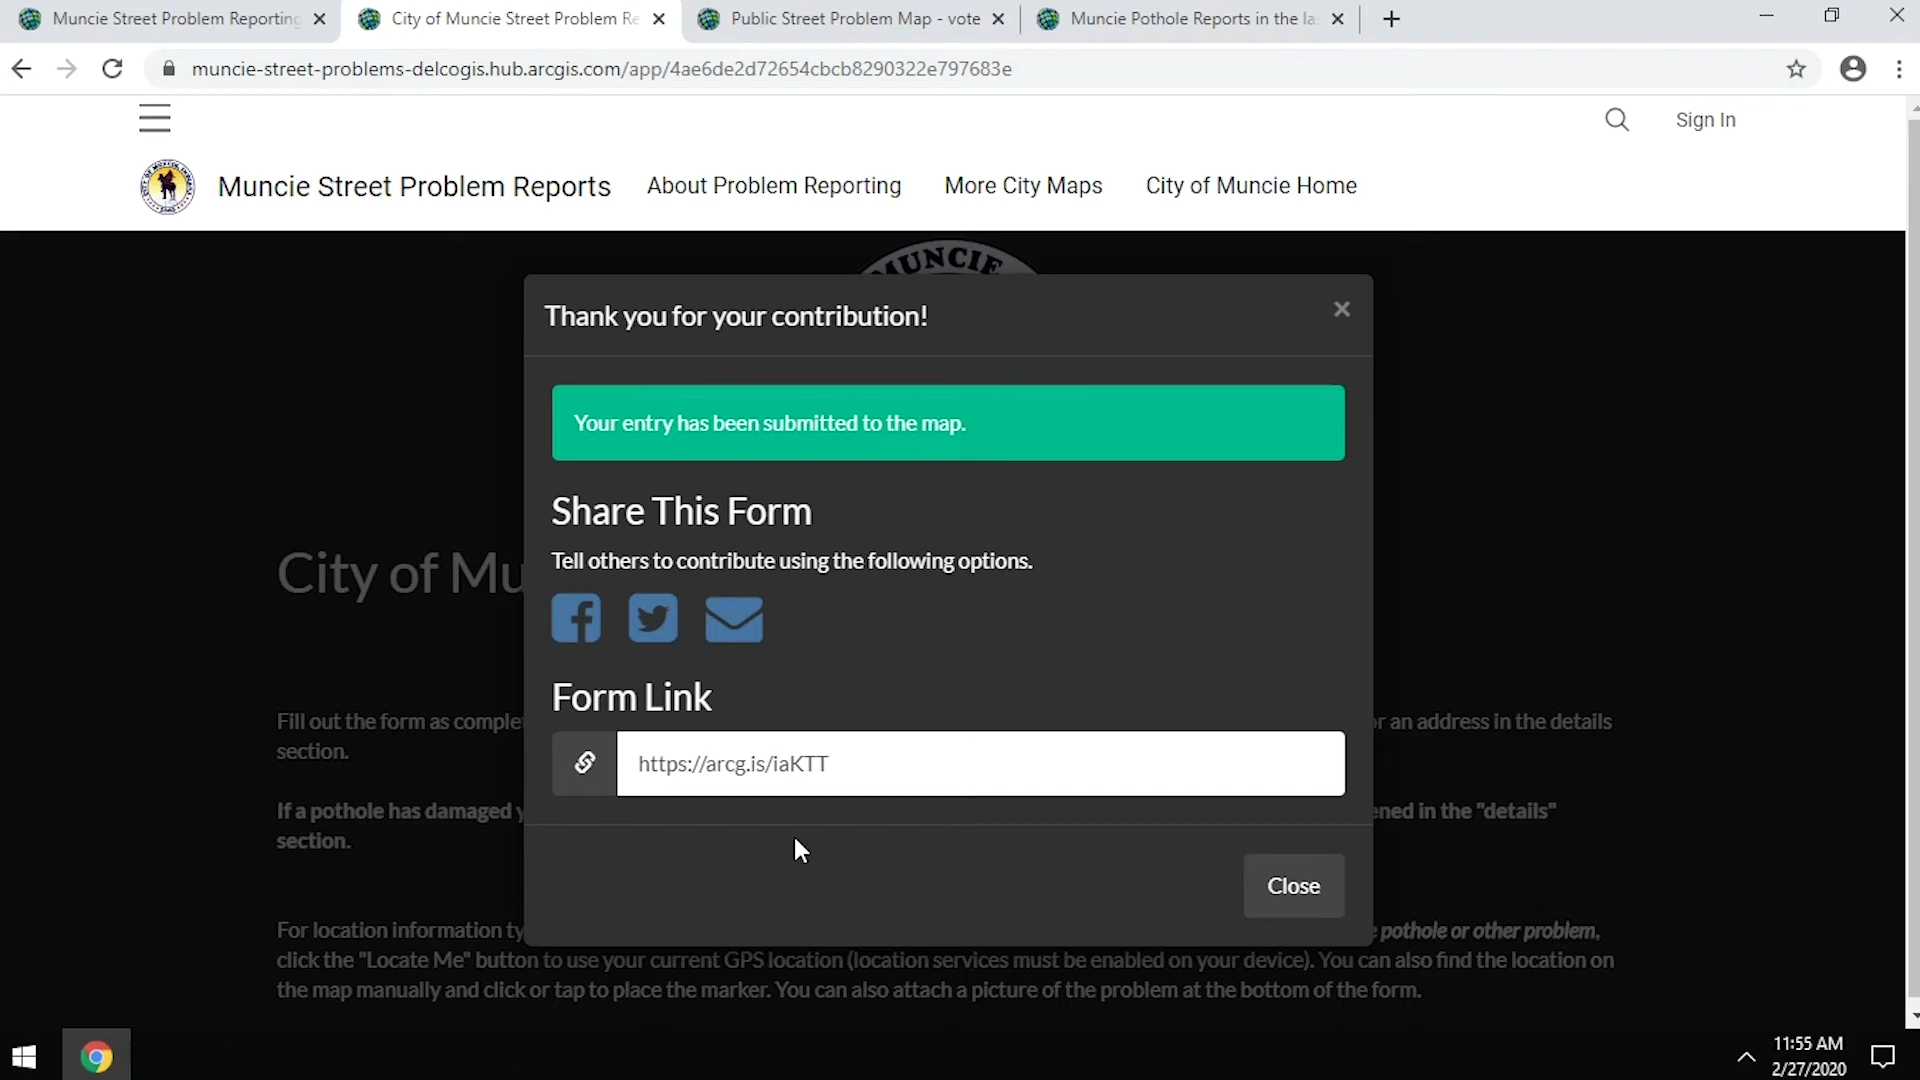 Muncie Street Problem Reporting
City of Muncie Street Problem Re
Public Street Problem Map - vote
Muncie Pothole Reports in the la
muncie-street-problems-delcogis.hub.arcgis.com/app/4ae6de2d72654cbcb8290322e797683e
Sign In
Muncie Street Problem Reports
About Problem Reporting
More City Maps
City of Muncie Home
MUNCIE
Thank you for your contribution!
Your entry has been submitted to the map.
Share This Form
City of Mu
Tell others to contribute using the following options.
Form Link
Fill out the form as comple
r an address in the details
section.
https://arcg.is/iaKTT
If a pothole has damaged y
ened in the "details"
section.
Close
For location information ty
pothole or other problem,
click the "Locate Me" button to use your current GPS location (location services must be enabled on your device). You can also find the location on
the map manually and click or tap to place the marker. You can also attach a picture of the problem at the bottom of the form.
11:55 AM
2/27/2020